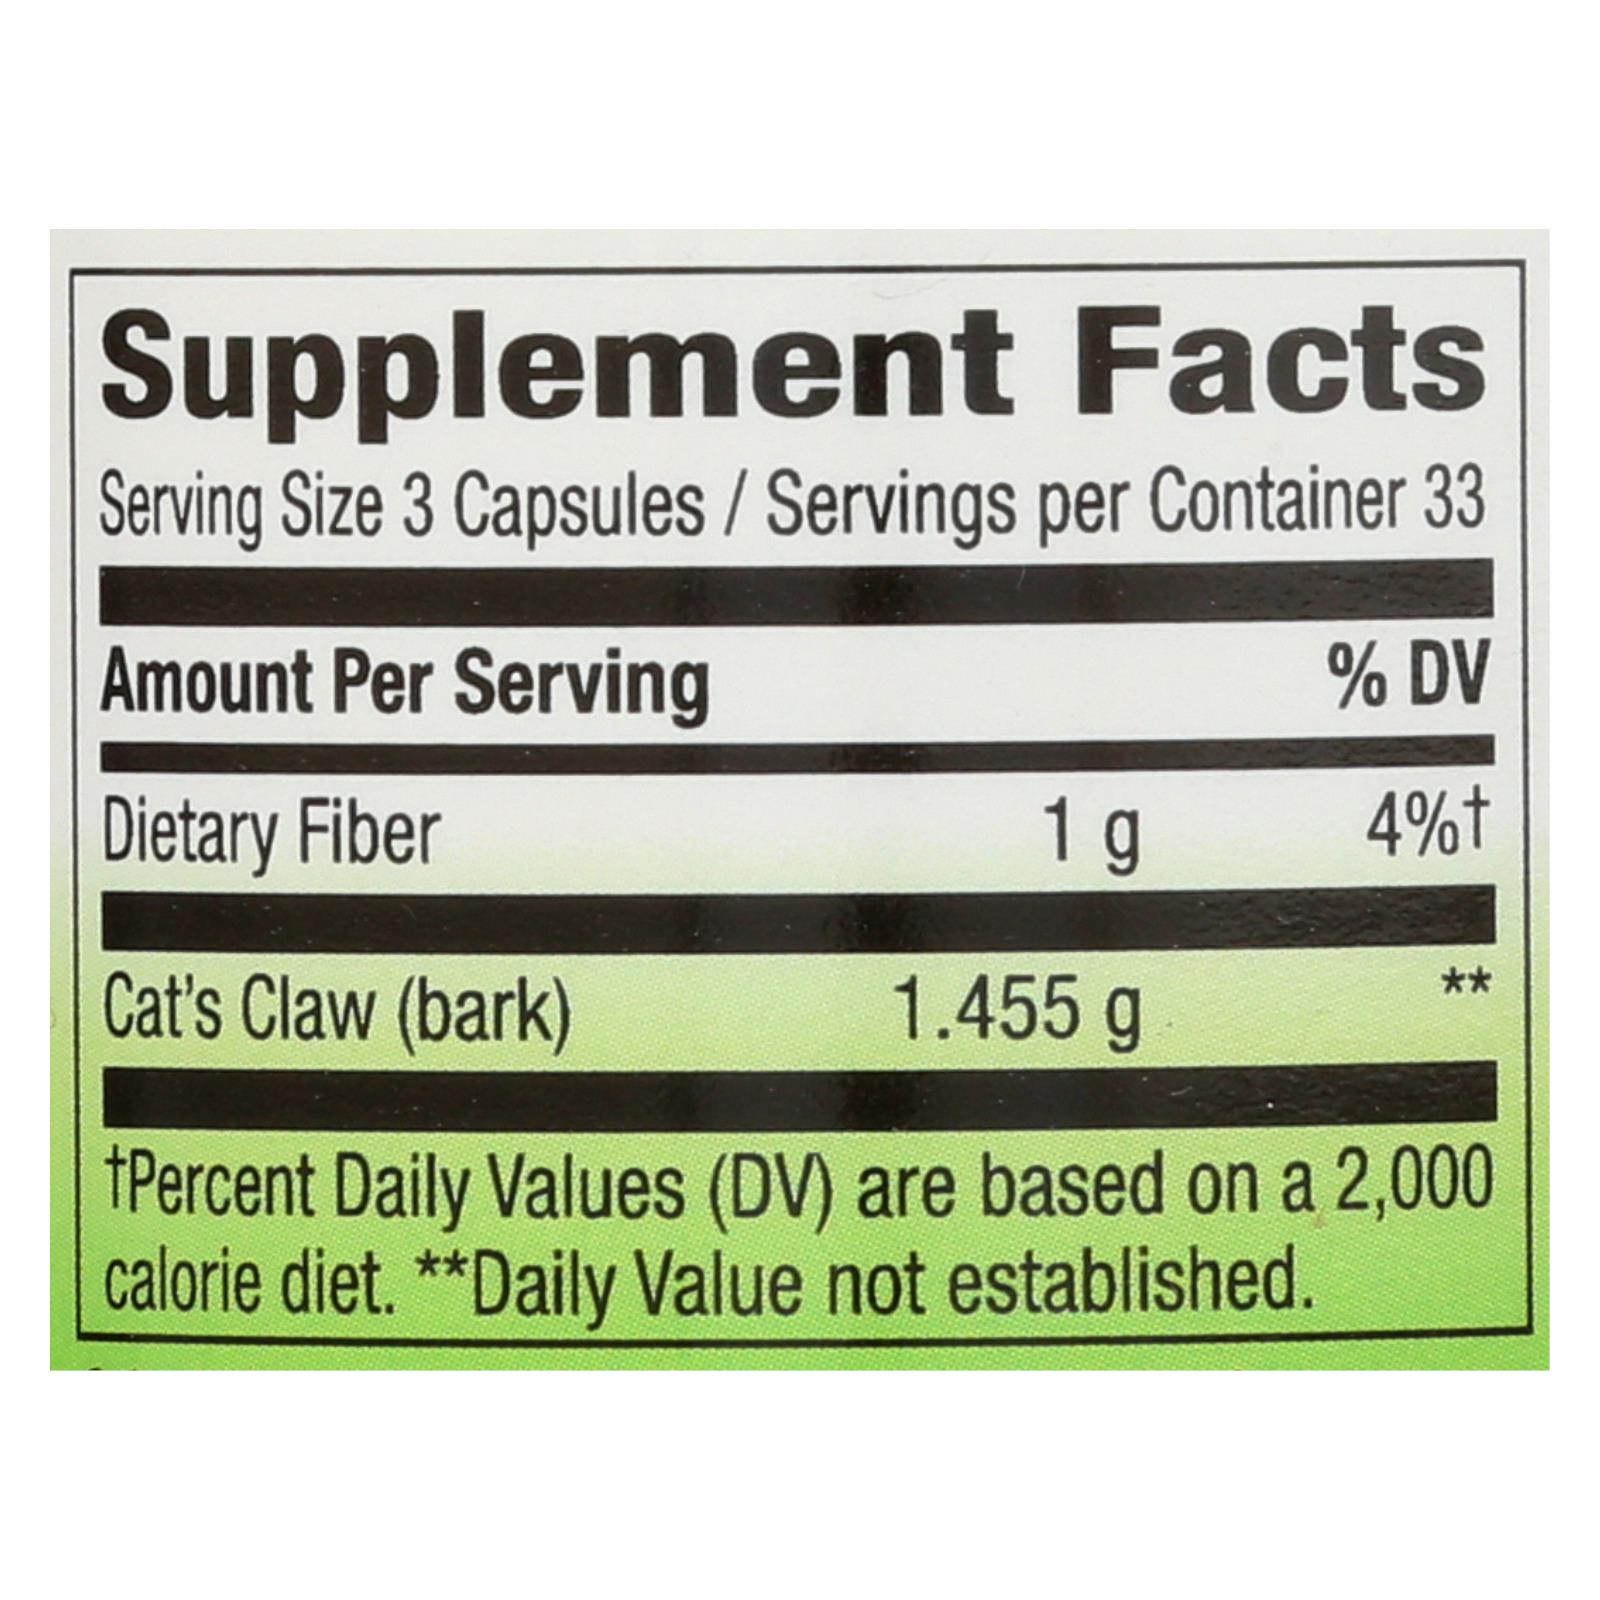 Supplement Facts
Serving Size 3 Capsules / Servings per Container 33
Amount Per Serving % DV
Dietary Fiber 1 g 4%†
Cat's Claw (bark) 1.455 g **
†Percent Daily Values (DV) are based on a 2,000
calorie diet. **Daily Value not established.